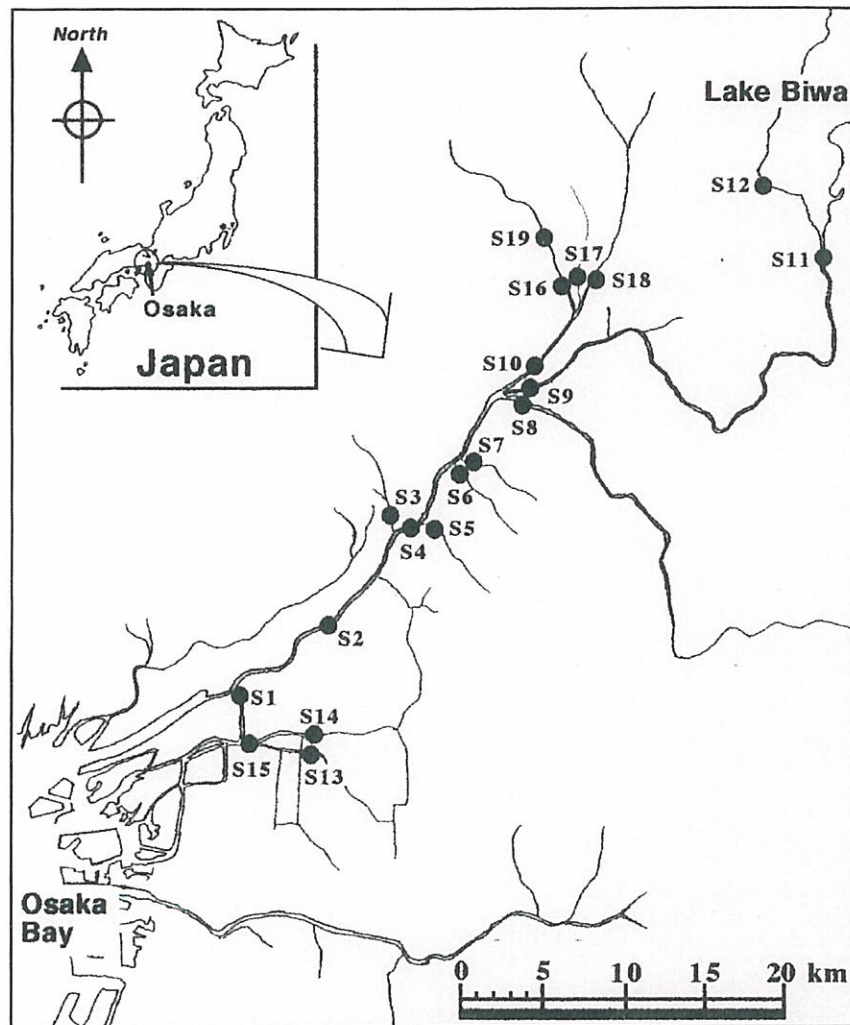 North
Lake Biwa
Osaka
Japan
S12
S19
S17
S11
S16
S18
S10
S9
S8
S7
S6
S3
S4
S5
S2
S1
S14
S15
S13
Osaka
Bay
0 5 10 15 20 km